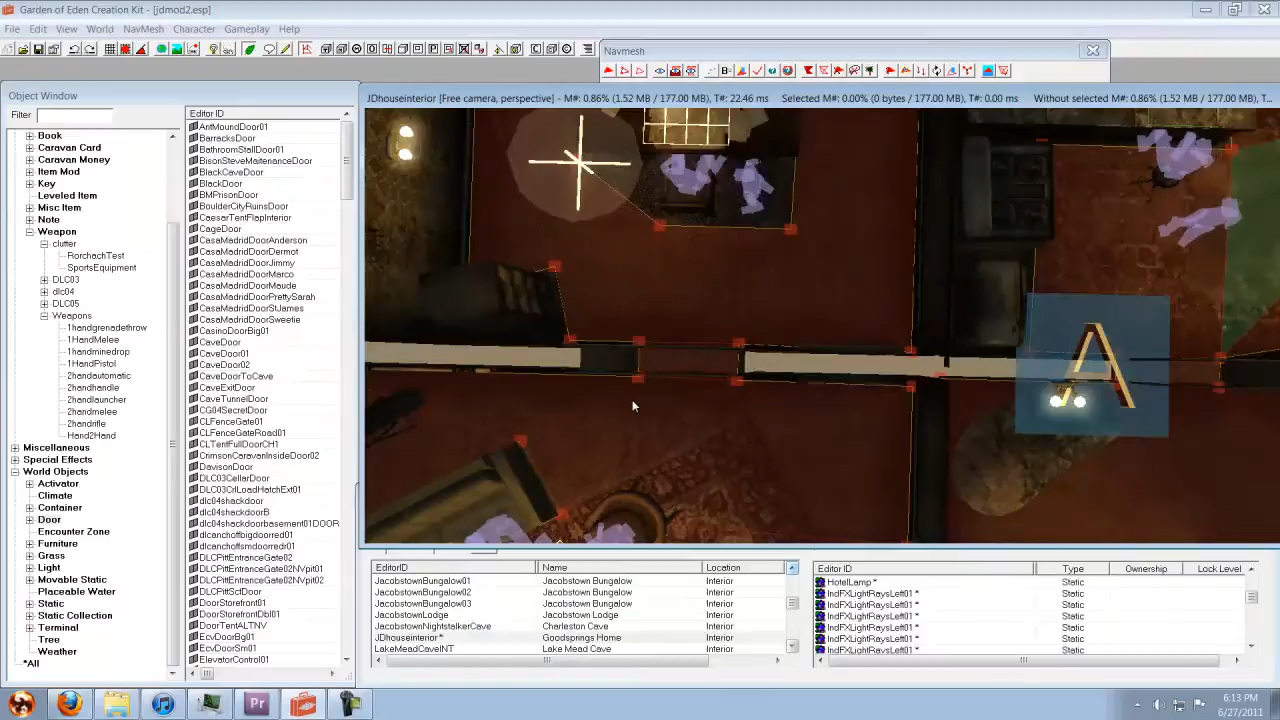 Garden of Eden Creation Kit - [jdmod2.esp]
File Edit View World NavMesh Character Gameplay Help
Navmesh
Object Window
JDhouseinterior [Free camera, perspective] - M#: 0.86% (1.52 MB / 177.00 MB), T#: 22.46 ms Selected M#: 0.00% (0 bytes / 177.00 MB), T#: 0.00 ms Without selected M#: 0.86% (1.52 MB / 177.00 MB), T...
Filter
Book
Caravan Card
Caravan Money
Item Mod
Key
Leveled Item
Misc Item
Note
Weapon
clutter
RorchachTest
SportsEquipment
DLC03
dlc04
DLC05
Weapons
1handgrenadethrow
1HandMelee
1handminedrop
1HandPistol
2handautomatic
2handhandle
2handlauncher
2handmelee
2handrifle
Hand2Hand
Miscellaneous
Special Effects
World Objects
Activator
Climate
Container
Door
Encounter Zone
Furniture
Grass
Light
Movable Static
Placeable Water
Static
Static Collection
Terminal
Tree
Weather
*All
Editor ID
AntMoundDoor01
BarracksDoor
BathroomStallDoor01
BisonSteveMaitenanceDoor
BlackCaveDoor
BlackDoor
BMPrisonDoor
BoulderCityRuinsDoor
CaesarTentFlapInterior
CageDoor
CasaMadridDoorAnderson
CasaMadridDoorDermot
CasaMadridDoorJimmy
CasaMadridDoorMarco
CasaMadridDoorMaude
CasaMadridDoorPrettySarah
CasaMadridDoorStJames
CasaMadridDoorSweetie
CasinoDoorBig01
CaveDoor
CaveDoor01
CaveDoor02
CaveDoorToCave
CaveExitDoor
CaveTunnelDoor
CG04SecretDoor
CLFenceGate01
CLFenceGateRoad01
CLTentFullDoorCH1
CrimsonCaravanInsideDoor02
DavisonDoor
DLC03CellarDoor
DLC03CrlLoadHatchExt01
dlc04shackdoor
dlc04shackdoorB
dlc04shackdoorbasement01DOOR
dlcanchoffbigdoorred01
dlcanchoffsmdoorredr01
DLCPittEntranceGate02
DLCPittEntranceGate02NVpit01
DLCPittEntranceGate02NVpit02
DLCPittScfDoor
DoorStorefront01
DoorStorefrontDbl01
DoorTentALTNV
EcvDoorBg01
EcvDoorSm01
ElevatorControl01
A
EditorID Name Location
JacobstownBungalow01 Jacobstown Bungalow Interior
JacobstownBungalow02 Jacobstown Bungalow Interior
JacobstownBungalow03 Jacobstown Bungalow Interior
JacobstownLodge Jacobstown Lodge Interior
JacobstownNightstalkerCave Charleston Cave Interior
JDhouseinterior * Goodsprings Home Interior
LakeMeadCaveINT Lake Mead Cave Interior
Editor ID Type Ownership Lock Level
HotelLamp * Static
IndFXLightRaysLeft01 * Static
IndFXLightRaysLeft01 * Static
IndFXLightRaysLeft01 * Static
IndFXLightRaysLeft01 * Static
IndFXLightRaysLeft01 * Static
IndFXLightRaysLeft01 * Static
Pr
6:13 PM
6/27/2011